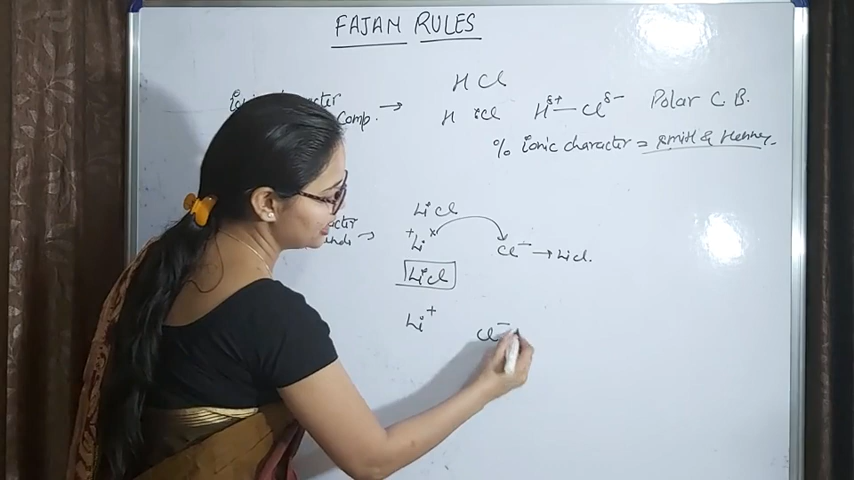 FAJAN RULES
HCl
Comp. →
H Cl H δ+ — Cl δ− Polar C.B.
% ionic character = Smith & Henney.
LiCl
+ Li x Cl − → LiCl.
LiCl
Li + Cl −